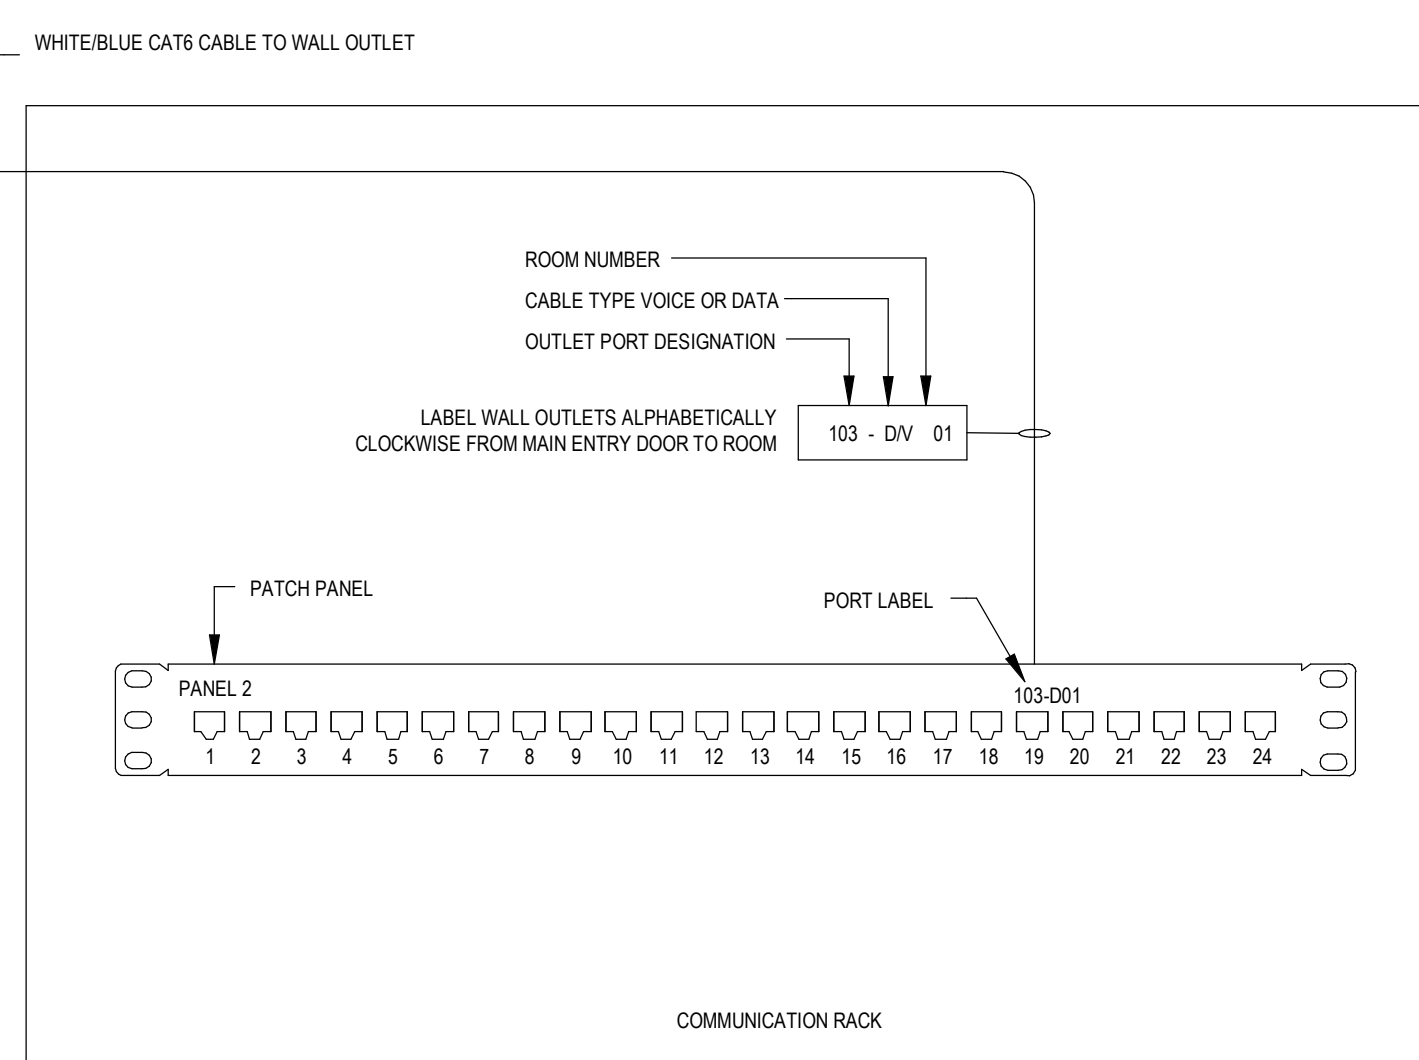 WHITE/BLUE CAT6 CABLE TO WALL OUTLET
ROOM NUMBER
CABLE TYPE VOICE OR DATA
OUTLET PORT DESIGNATION
LABEL WALL OUTLETS ALPHABETICALLY
CLOCKWISE FROM MAIN ENTRY DOOR TO ROOM
103 - D/V 01
PATCH PANEL
PORT LABEL
PANEL 2
103-D01
1 2 3 4 5 6 7 8 9 10 11 12 13 14 15 16 17 18 19 20 21 22 23 24
COMMUNICATION RACK